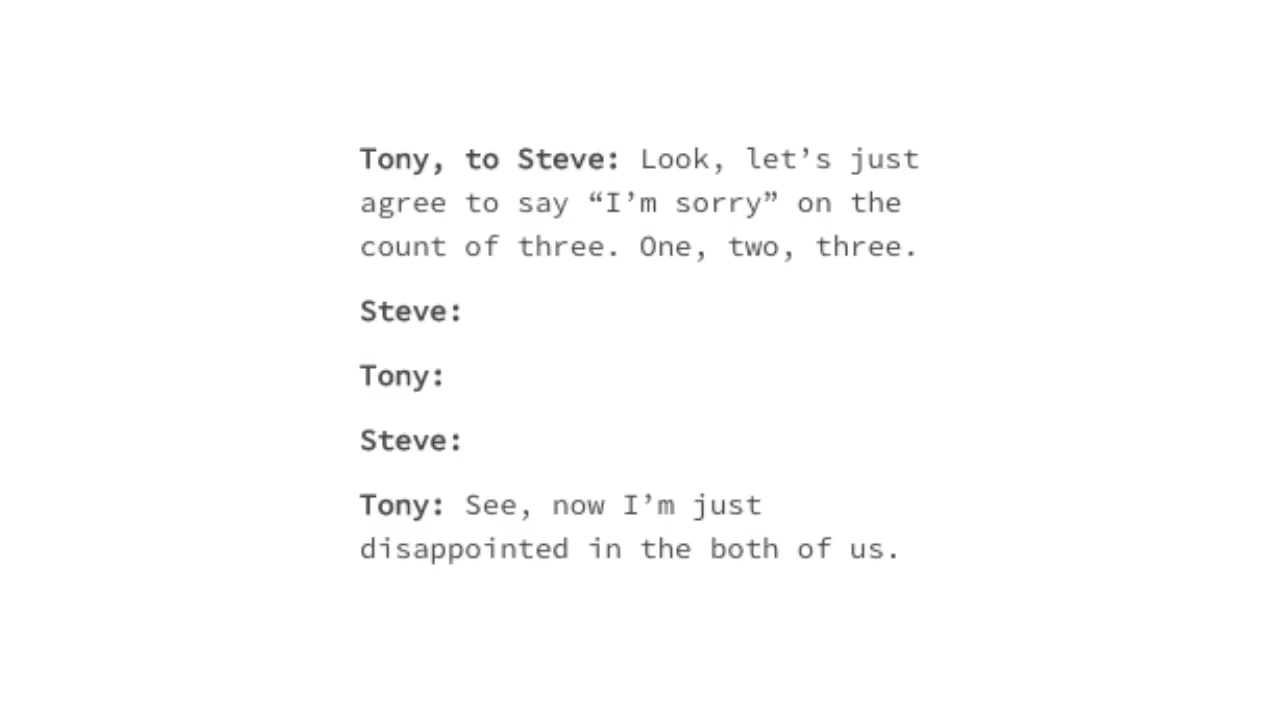 Tony, to Steve: Look, let’s just
agree to say “I’m sorry” on the
count of three. One, two, three.
Steve:
Tony:
Steve:
Tony: See, now I’m just
disappointed in the both of us.